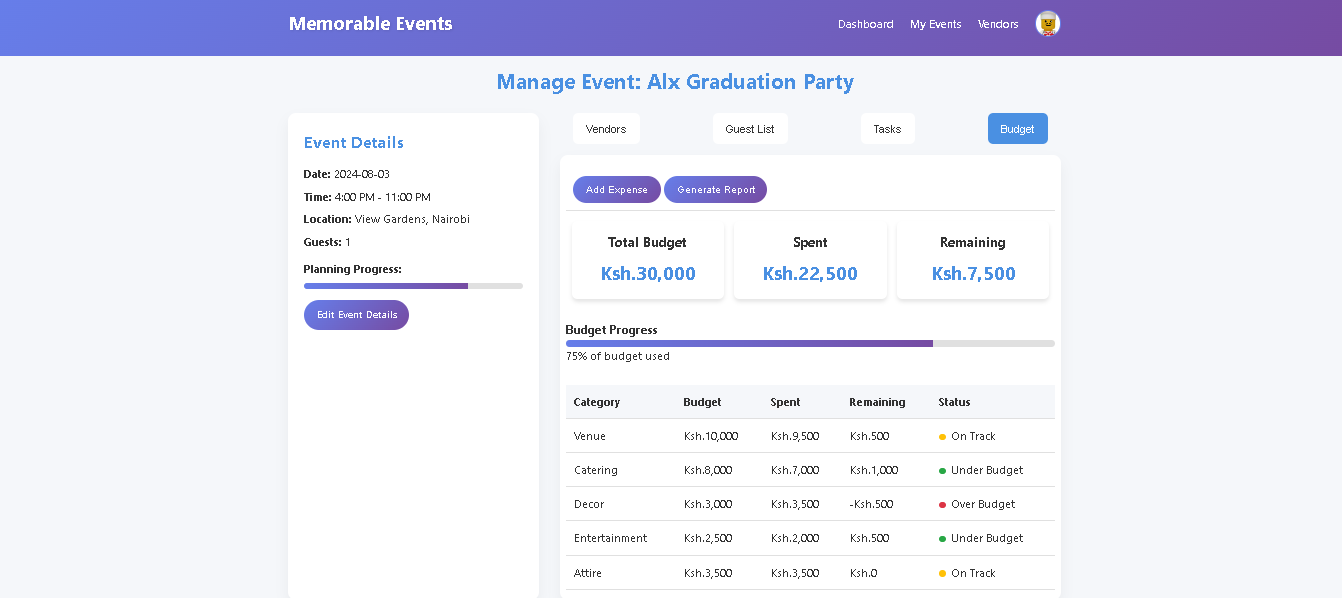 Memorable Events
Dashboard My Events Vendors
Manage Event: Alx Graduation Party
Event Details
Date: 2024-08-03
Time: 4:00 PM - 11:00 PM
Location: View Gardens, Nairobi
Guests: 1
Planning Progress:
Edit Event Details
Vendors Guest List Tasks Budget
Add Expense Generate Report
Total Budget Spent Remaining
Ksh.30,000 Ksh.22,500 Ksh.7,500
Budget Progress
75% of budget used
Category Budget Spent Remaining Status
Venue Ksh.10,000 Ksh.9,500 Ksh.500 On Track
Catering Ksh.8,000 Ksh.7,000 Ksh.1,000 Under Budget
Decor Ksh.3,000 Ksh.3,500 -Ksh.500 Over Budget
Entertainment Ksh.2,500 Ksh.2,000 Ksh.500 Under Budget
Attire Ksh.3,500 Ksh.3,500 Ksh.0 On Track